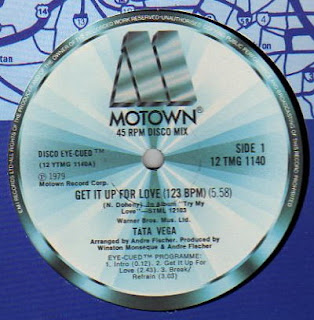 MOTOWN®
45 RPM DISCO MIX
DISCO EYE-CUED™
(12 YTMG 1140A)
SIDE 1
12 TMG 1140
℗ 1979
Motown Record Corp.
GET IT UP FOR LOVE (123 BPM) (5.58)
(N. Doheny) Jo Album "Try My
Love"—STML 12103
Warner Bros. Mus. Ltd.
TATA VEGA
Arranged by Andre Fischer. Produced by
Winston Monseque & Andre Fischer.
EYE-CUED™ PROGRAMME:
1. Intro (0.12). 2. Get It Up For
Love (2.43). 3. Break/
Refrain (3.03)